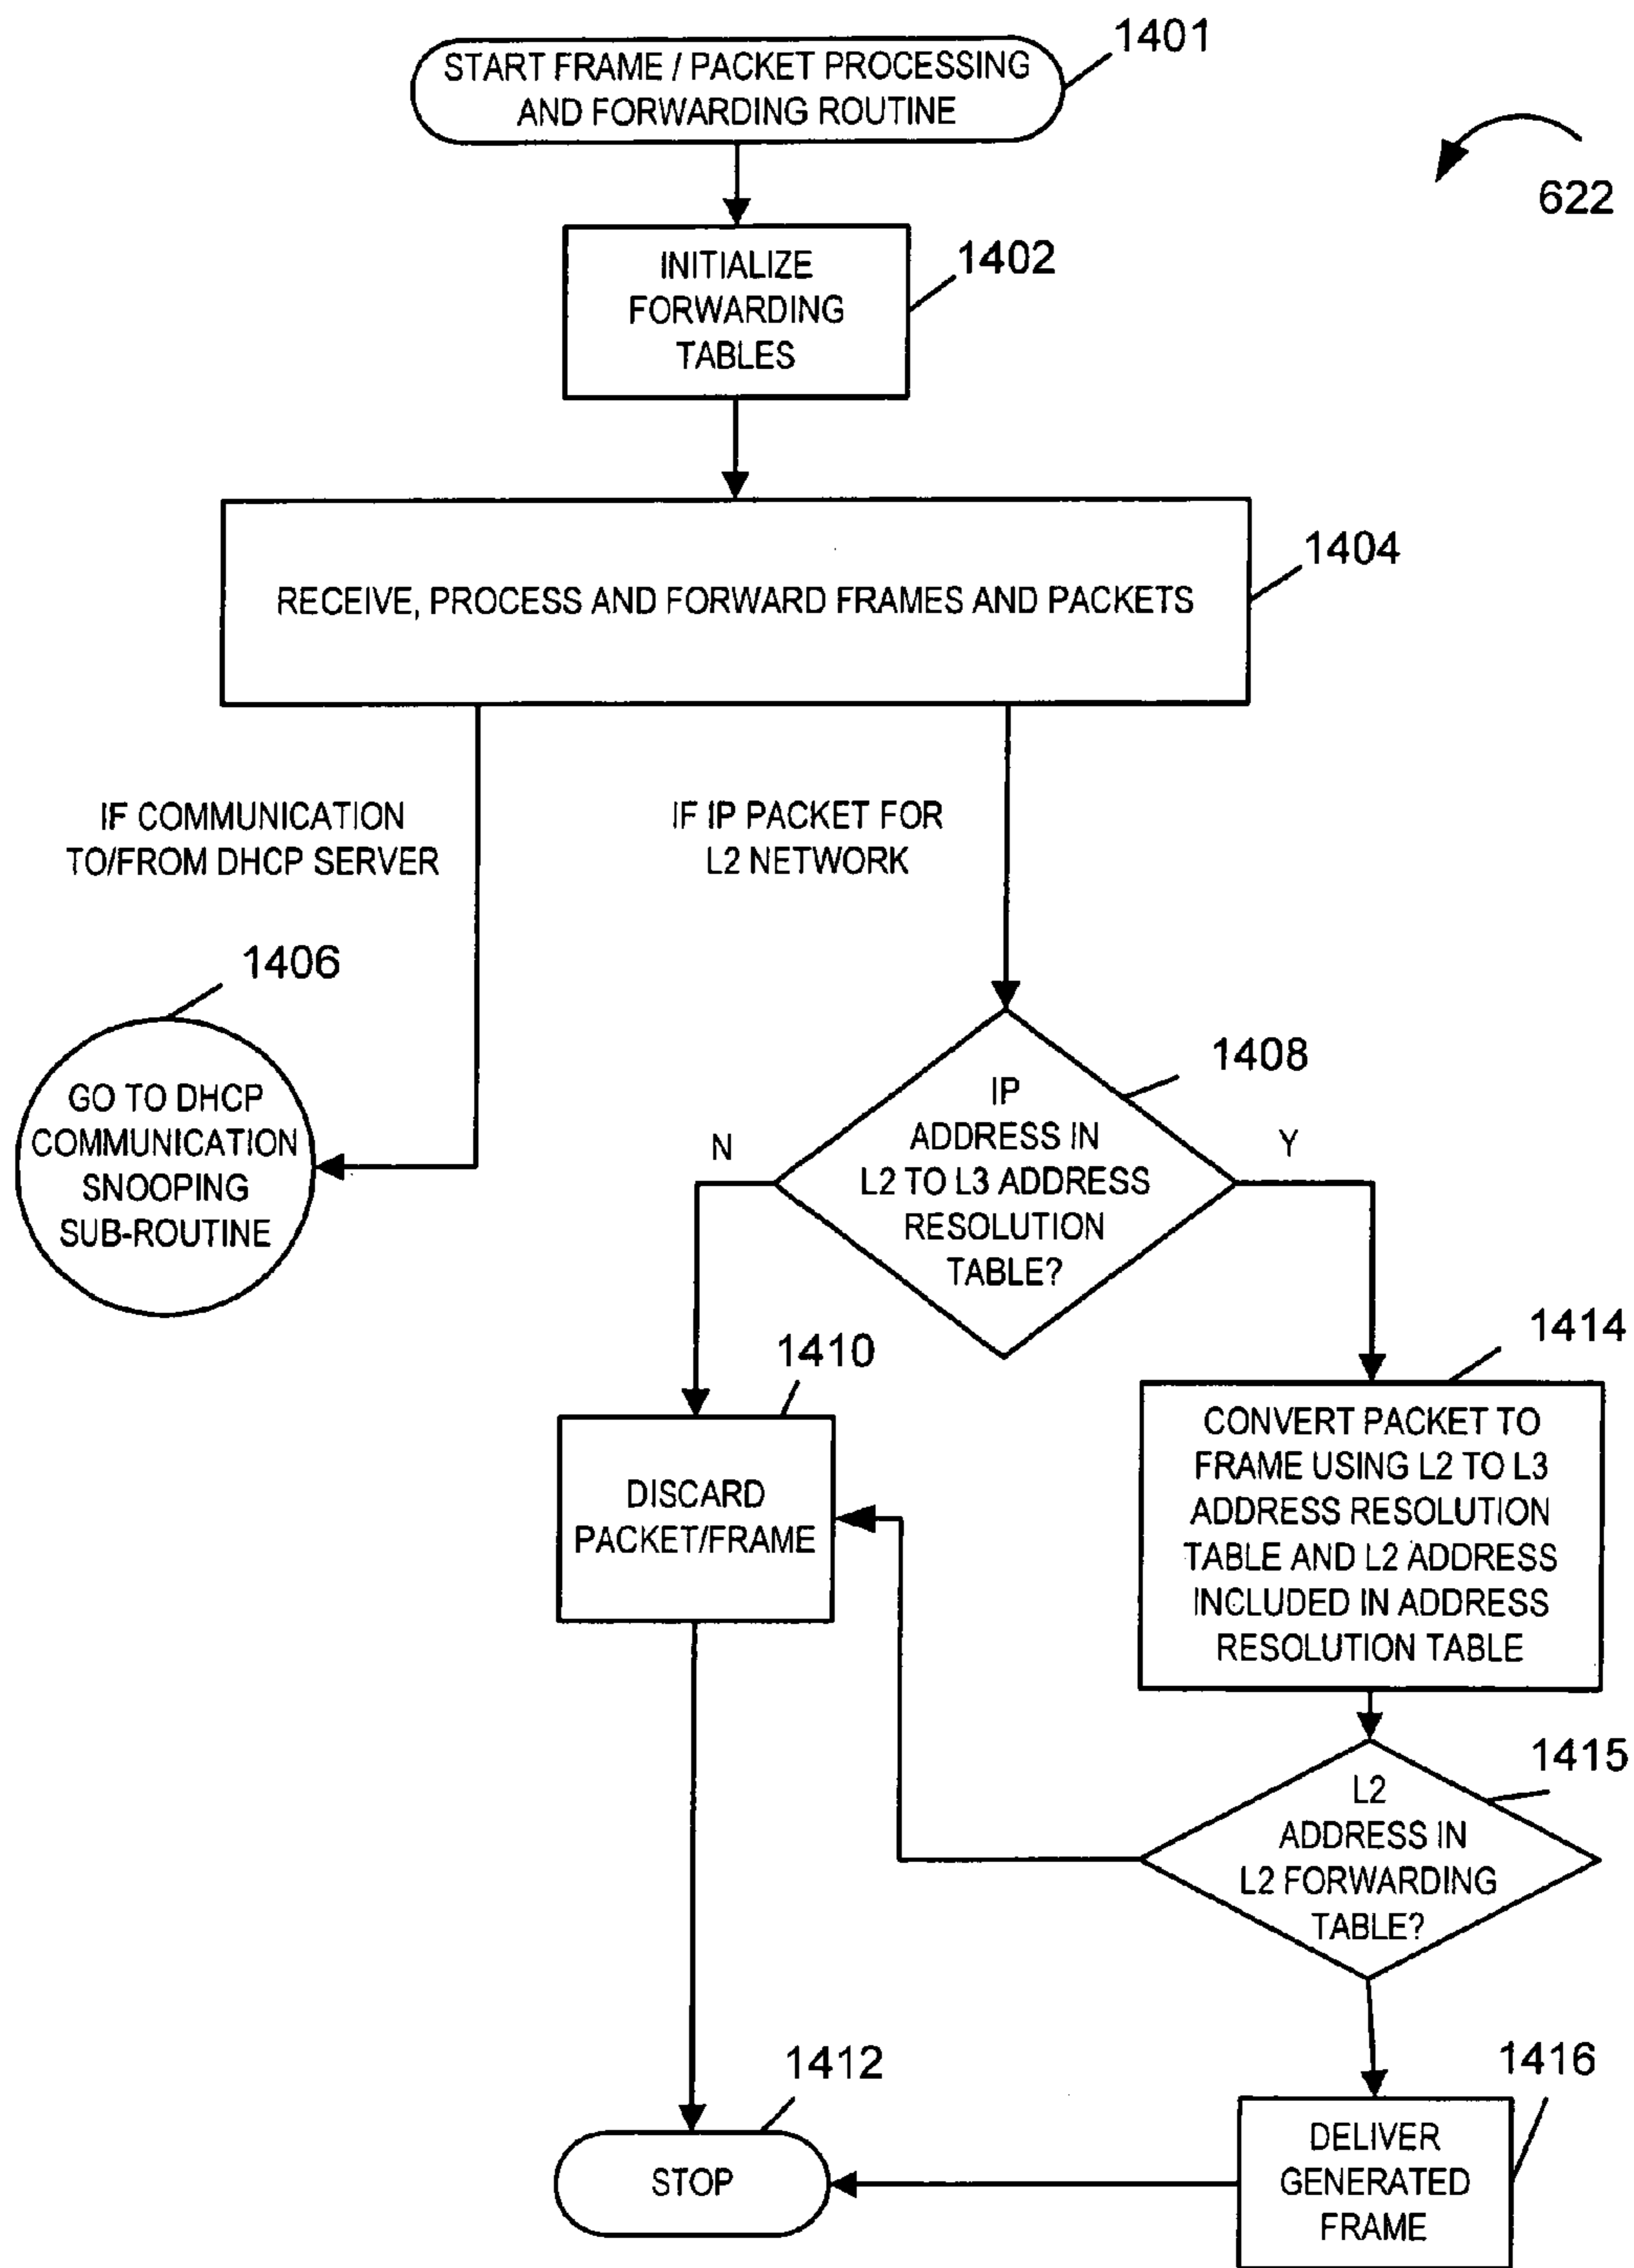 1401
START FRAME / PACKET PROCESSING
AND FORWARDING ROUTINE
622
1402
INITIALIZE
FORWARDING
TABLES
1404
RECEIVE, PROCESS AND FORWARD FRAMES AND PACKETS
IF COMMUNICATION
TO/FROM DHCP SERVER
IF IP PACKET FOR
L2 NETWORK
1406
GO TO DHCP
COMMUNICATION
SNOOPING
SUB-ROUTINE
1408
IP
ADDRESS IN
L2 TO L3 ADDRESS
RESOLUTION
TABLE?
N
Y
1410
DISCARD
PACKET/FRAME
1414
CONVERT PACKET TO
FRAME USING L2 TO L3
ADDRESS RESOLUTION
TABLE AND L2 ADDRESS
INCLUDED IN ADDRESS
RESOLUTION TABLE
1415
L2
ADDRESS IN
L2 FORWARDING
TABLE?
1412
STOP
1416
DELIVER
GENERATED
FRAME